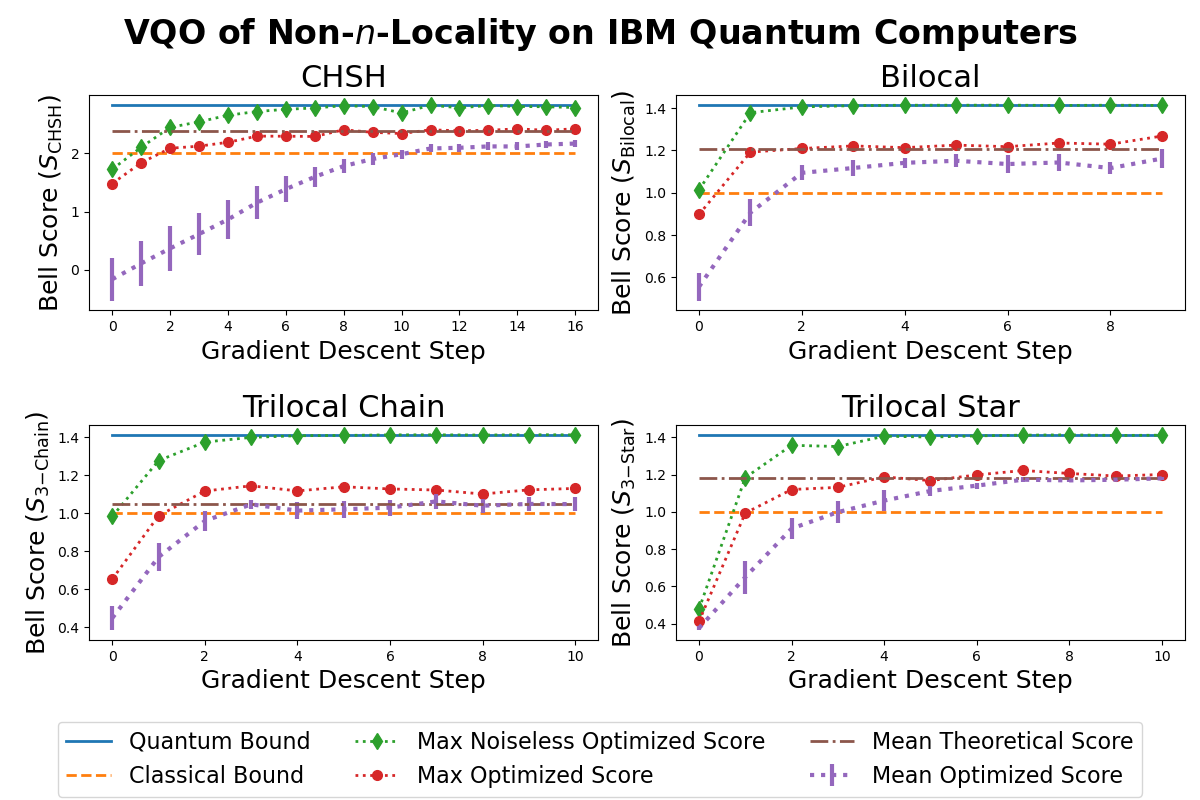 VQO of Non-n-Locality on IBM Quantum Computers
CHSH
Bell Score (S_CHSH)
2
1
0
0 2 4 6 8 10 12 14 16
Gradient Descent Step
Bilocal
Bell Score (S_Bilocal)
1.4
1.2
1.0
0.8
0.6
0 2 4 6 8
Gradient Descent Step
Trilocal Chain
Bell Score (S_3−Chain)
1.4
1.2
1.0
0.8
0.6
0.4
0 2 4 6 8 10
Gradient Descent Step
Trilocal Star
Bell Score (S_3−Star)
1.4
1.2
1.0
0.8
0.6
0.4
0 2 4 6 8 10
Gradient Descent Step
Quantum Bound
Classical Bound
Max Noiseless Optimized Score
Max Optimized Score
Mean Theoretical Score
Mean Optimized Score